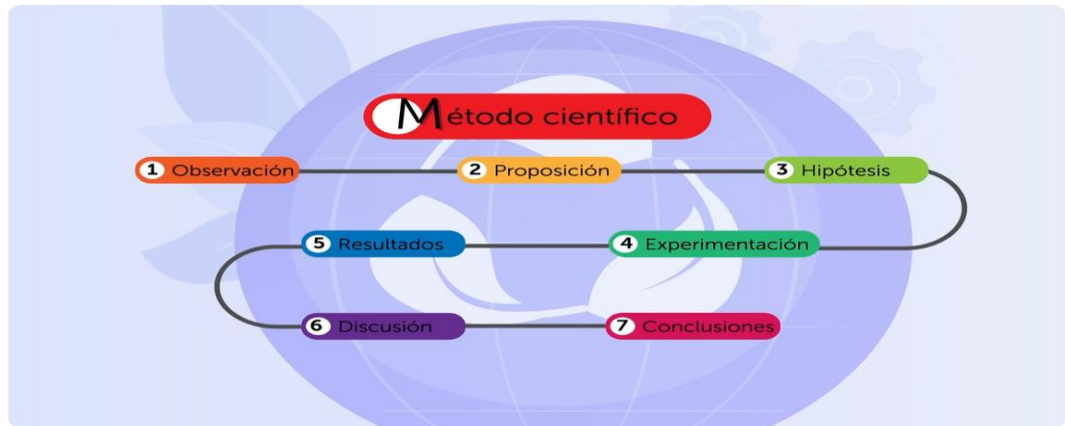 Método científico
1 Observación
2 Proposición
3 Hipótesis
4 Experimentación
5 Resultados
6 Discusión
7 Conclusiones